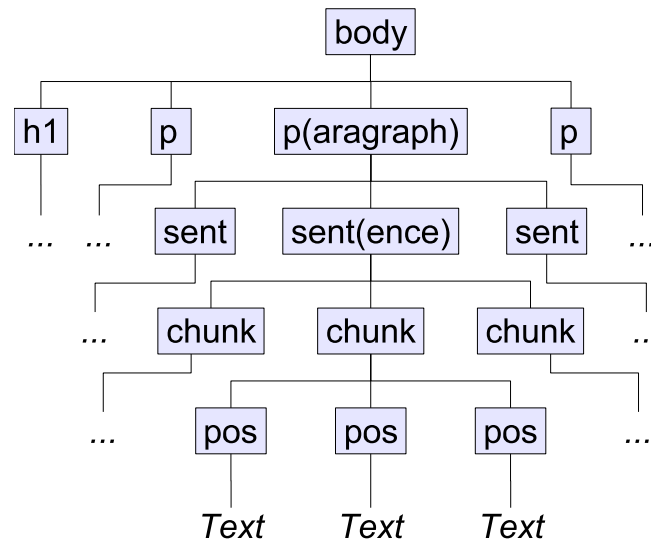 body
h1 p p(aragraph) p
... ... sent sent(ence) sent ...
... chunk chunk chunk ..
... pos pos pos ...
Text Text Text